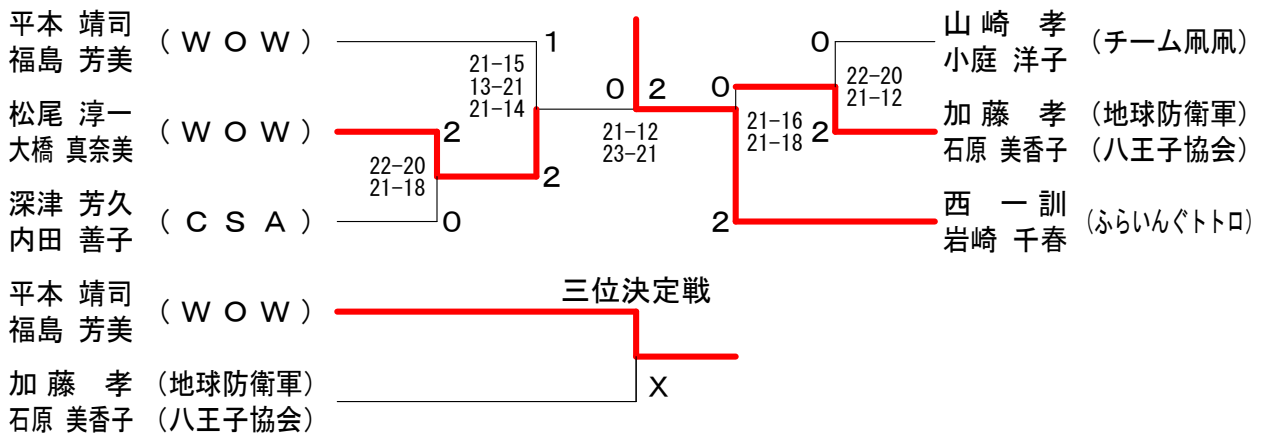 平本 靖司
福島 芳美
(ＷＯＷ)
1
21-15
13-21
21-14
松尾 淳一
大橋 真奈美
(ＷＯＷ)
2
22-20
21-18
2
深津 芳久
内田 善子
(ＣＳＡ)
0
0
2
21-12
23-21
0
山崎 孝
小庭 洋子
(チーム凧凧)
0
22-20
21-12
21-16
21-18
2
加藤 孝
石原 美香子
(地球防衛軍)
(八王子協会)
2
西 一訓
岩崎 千春
(ふらいんぐトトロ)
三位決定戦
平本 靖司
福島 芳美
(ＷＯＷ)
加藤 孝
石原 美香子
(地球防衛軍)
(八王子協会)
X